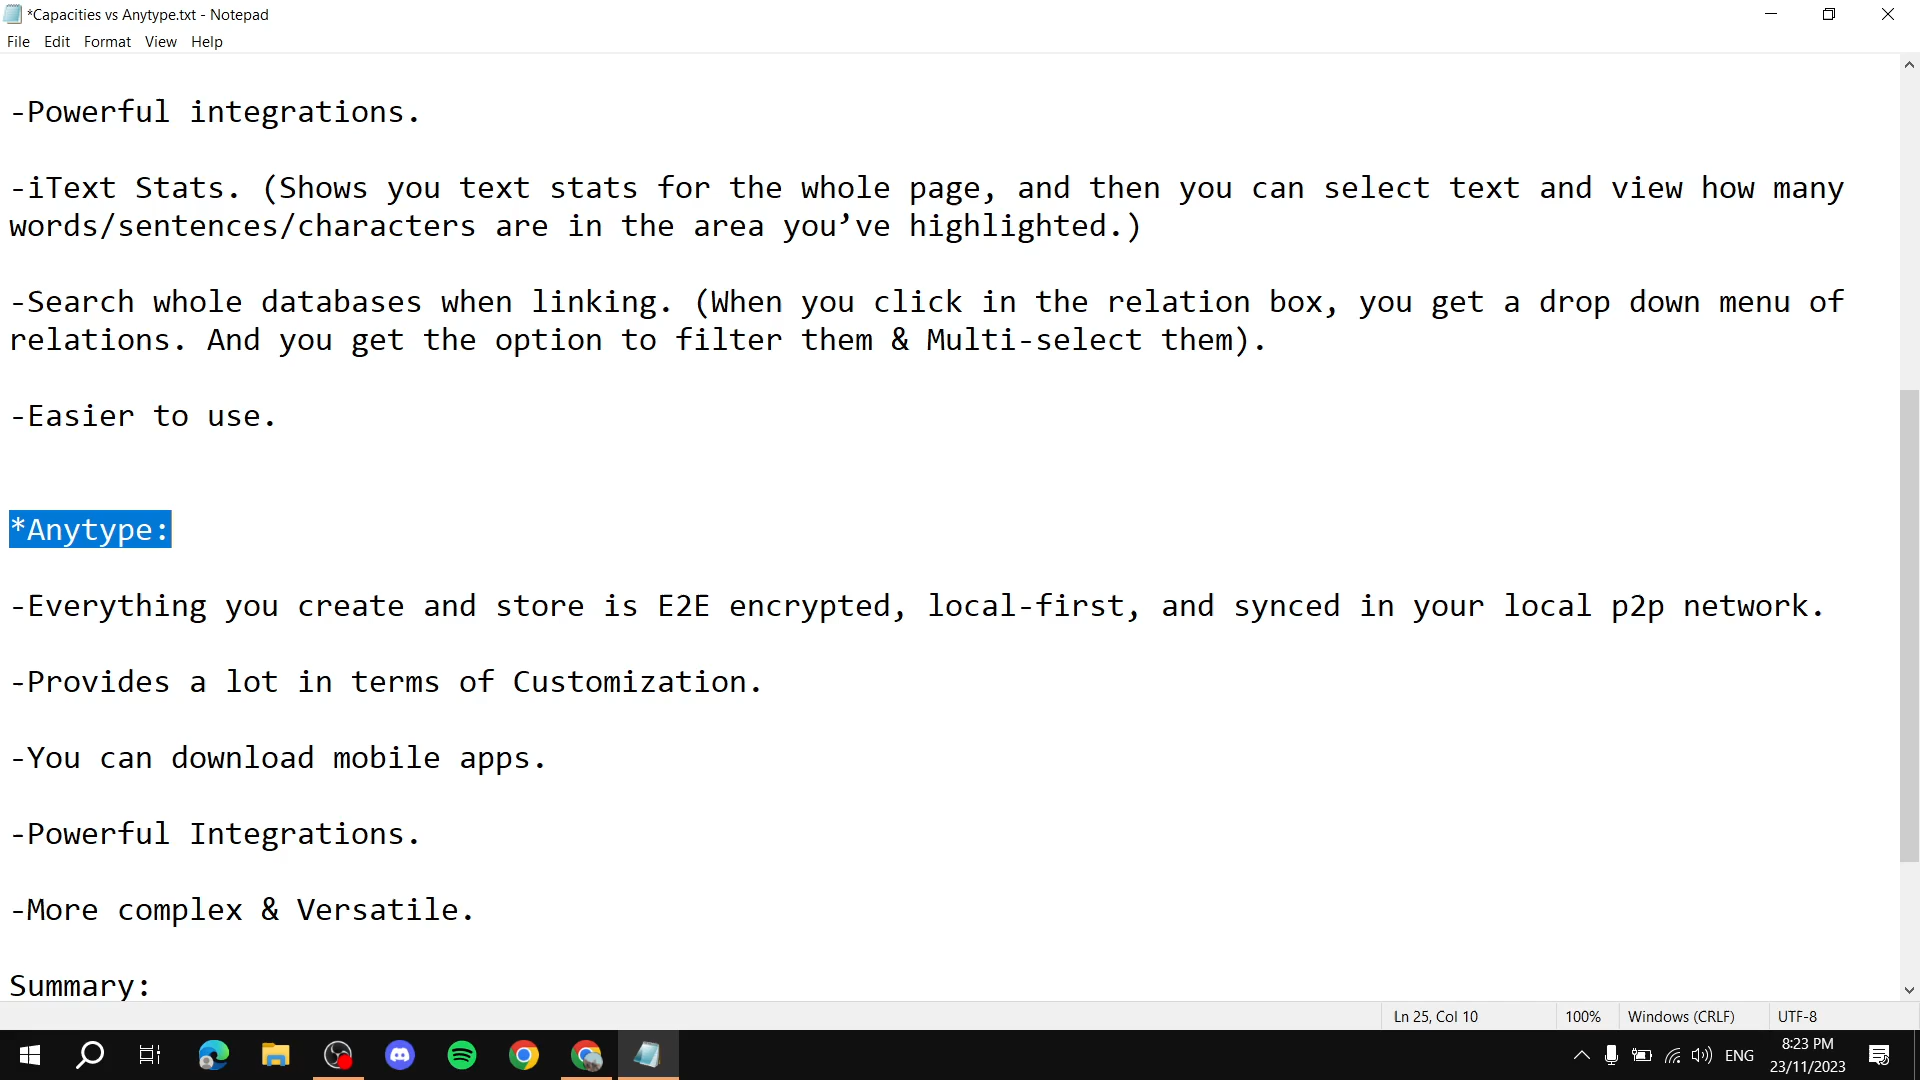 *Capacities vs Anytype.txt - Notepad
File Edit Format View Help
-Powerful integrations.
-iText Stats. (Shows you text stats for the whole page, and then you can select text and view how many
words/sentences/characters are in the area you’ve highlighted.)
-Search whole databases when linking. (When you click in the relation box, you get a drop down menu of
relations. And you get the option to filter them & Multi-select them).
-Easier to use.
*Anytype:
-Everything you create and store is E2E encrypted, local-first, and synced in your local p2p network.
-Provides a lot in terms of Customization.
-You can download mobile apps.
-Powerful Integrations.
-More complex & Versatile.
Summary:
Ln 25, Col 10 100% Windows (CRLF) UTF-8
ENG
8:23 PM
23/11/2023